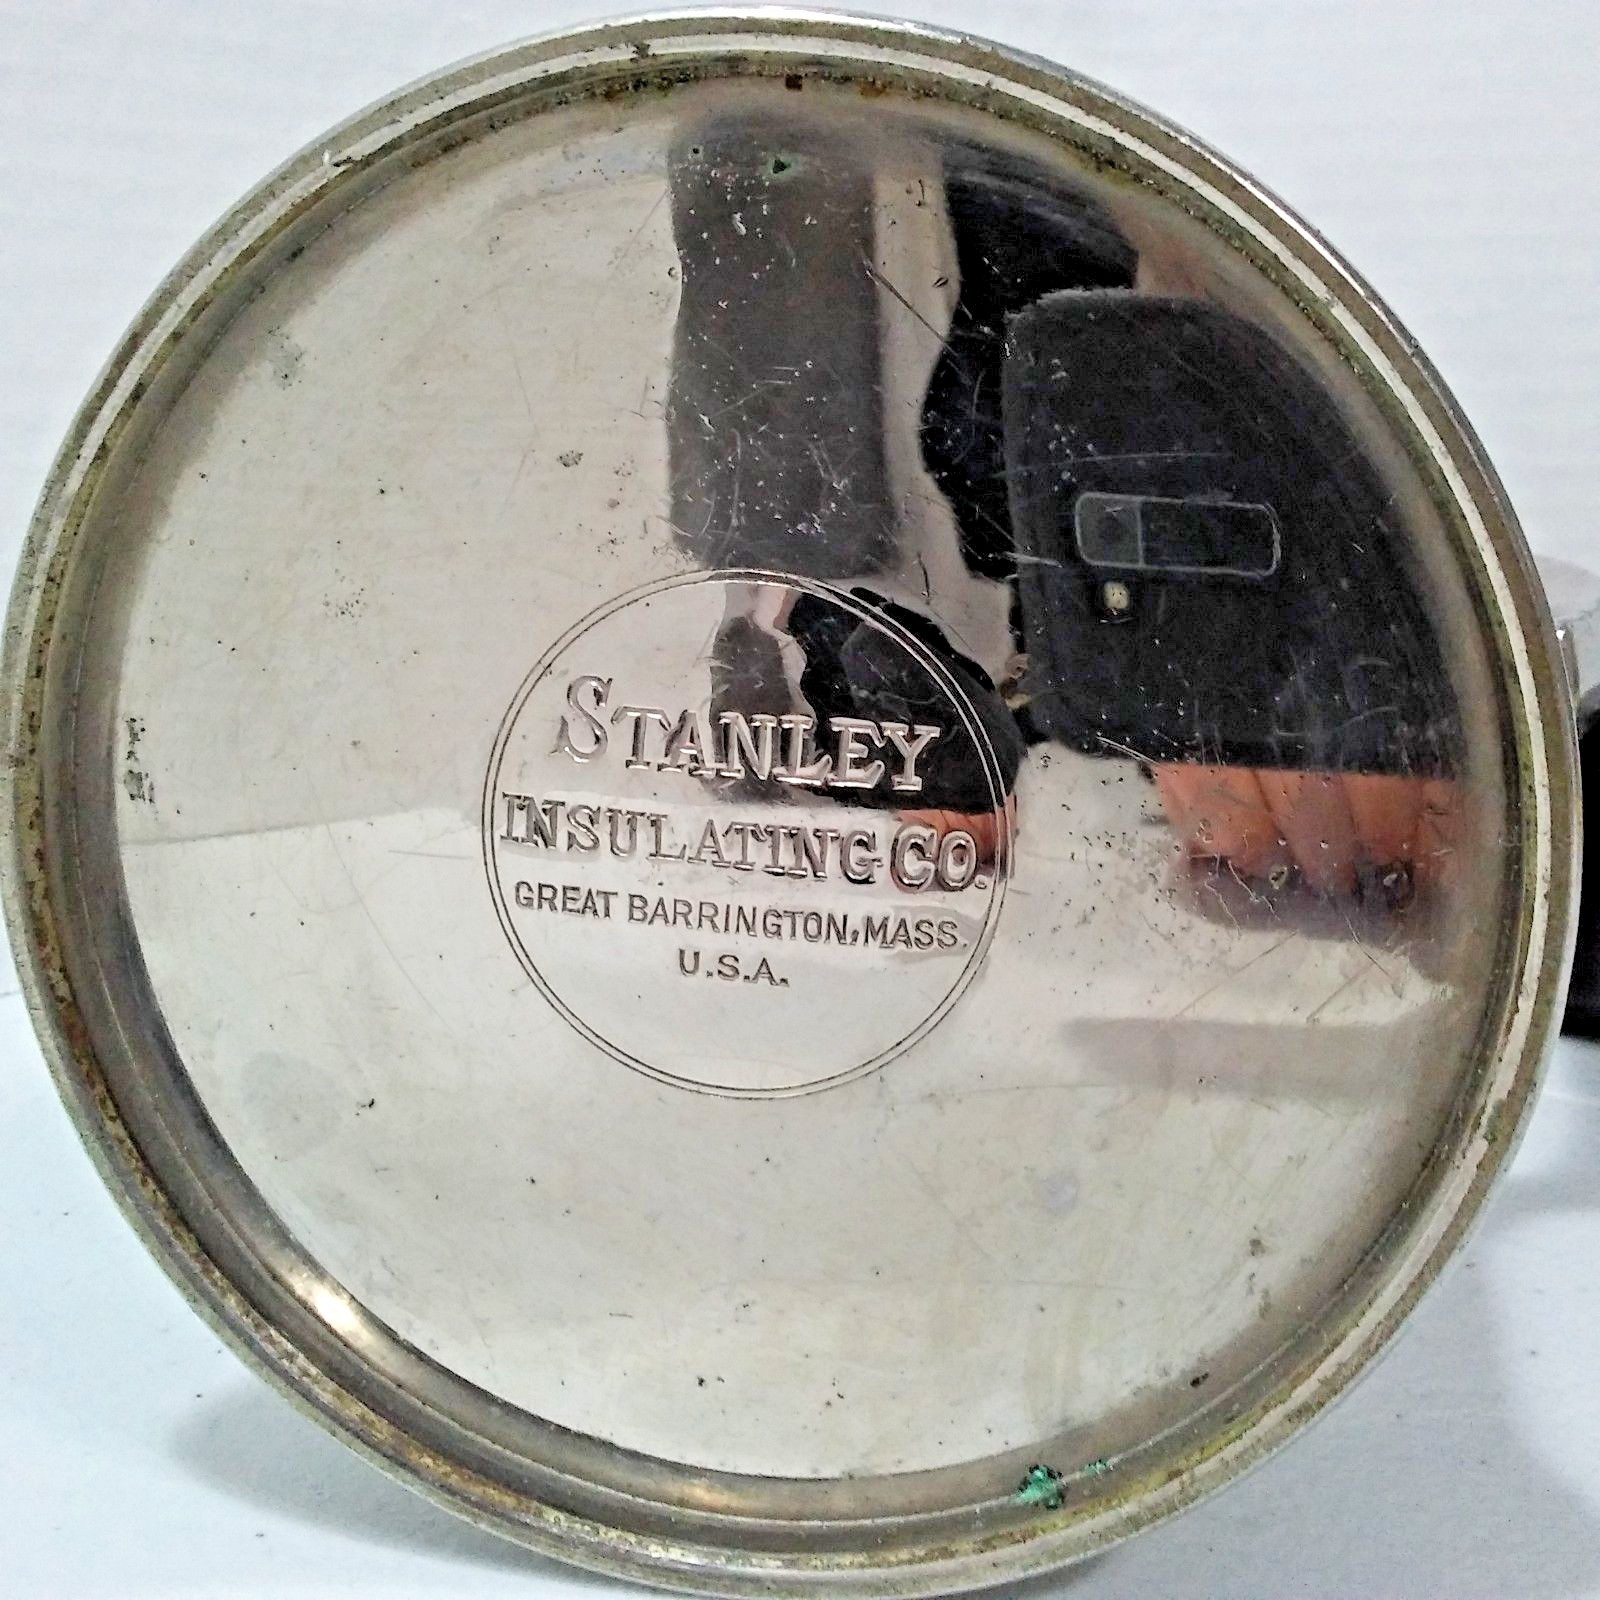 STANLEY
INSULATING CO.
GREAT BARRINGTON, MASS.
U.S.A.